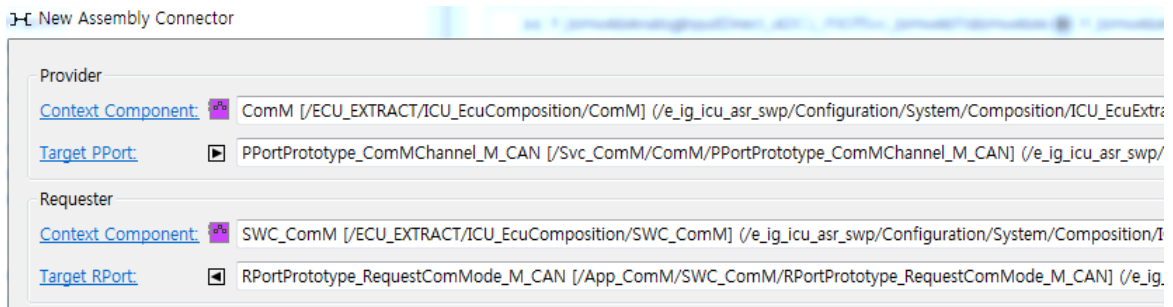 New Assembly Connector
Provider
Context Component: ComM [/ECU_EXTRACT/ICU_EcuComposition/ComM] (/e_ig_icu_asr_swp/Configuration/System/Composition/ICU_EcuExtra
Target PPort: PPortPrototype_ComMChannel_M_CAN [/Svc_ComM/ComM/PPortPrototype_ComMChannel_M_CAN] (/e_ig_icu_asr_swp/
Requester
Context Component: SWC_ComM [/ECU_EXTRACT/ICU_EcuComposition/SWC_ComM] (/e_ig_icu_asr_swp/Configuration/System/Composition/I
Target RPort: RPortPrototype_RequestComMode_M_CAN [/App_ComM/SWC_ComM/RPortPrototype_RequestComMode_M_CAN] (/e_ig_